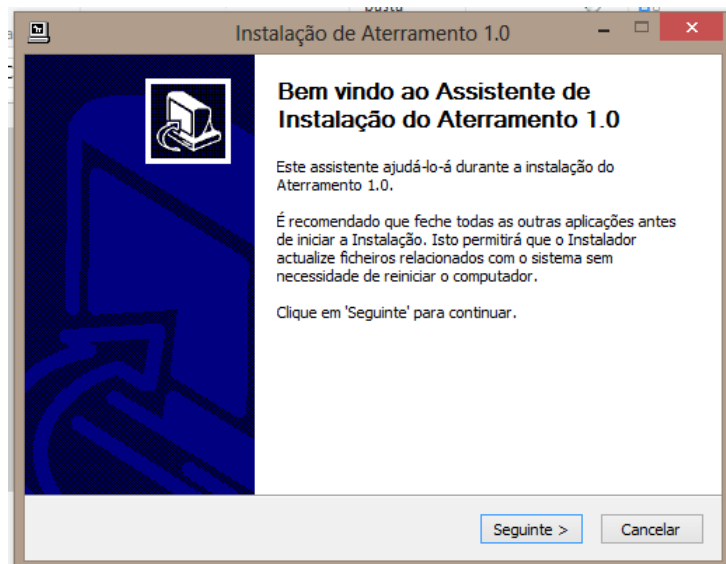 Instalação de Aterramento 1.0
Bem vindo ao Assistente de
Instalação do Aterramento 1.0
Este assistente ajudá-lo-á durante a instalação do
Aterramento 1.0.
É recomendado que feche todas as outras aplicações antes
de iniciar a Instalação. Isto permitirá que o Instalador
actualize ficheiros relacionados com o sistema sem
necessidade de reiniciar o computador.
Clique em 'Seguinte' para continuar.
Seguinte >
Cancelar